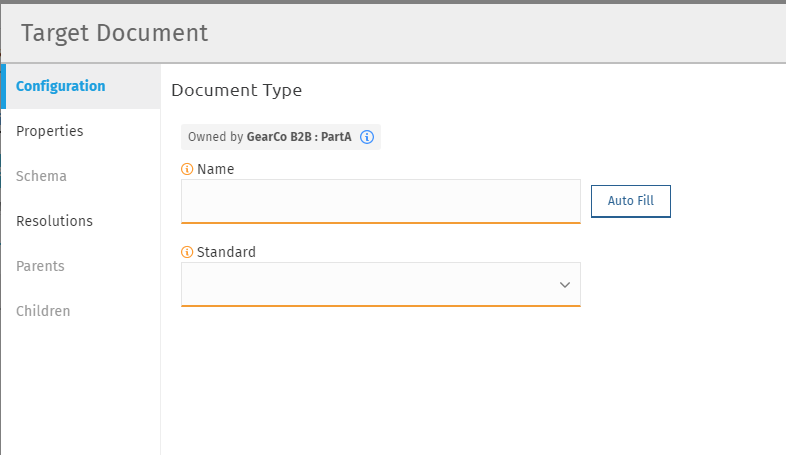 Target Document
Configuration
Properties
Schema
Resolutions
Parents
Children
Document Type
Owned by GearCo B2B : PartA
Name
Auto Fill
Standard